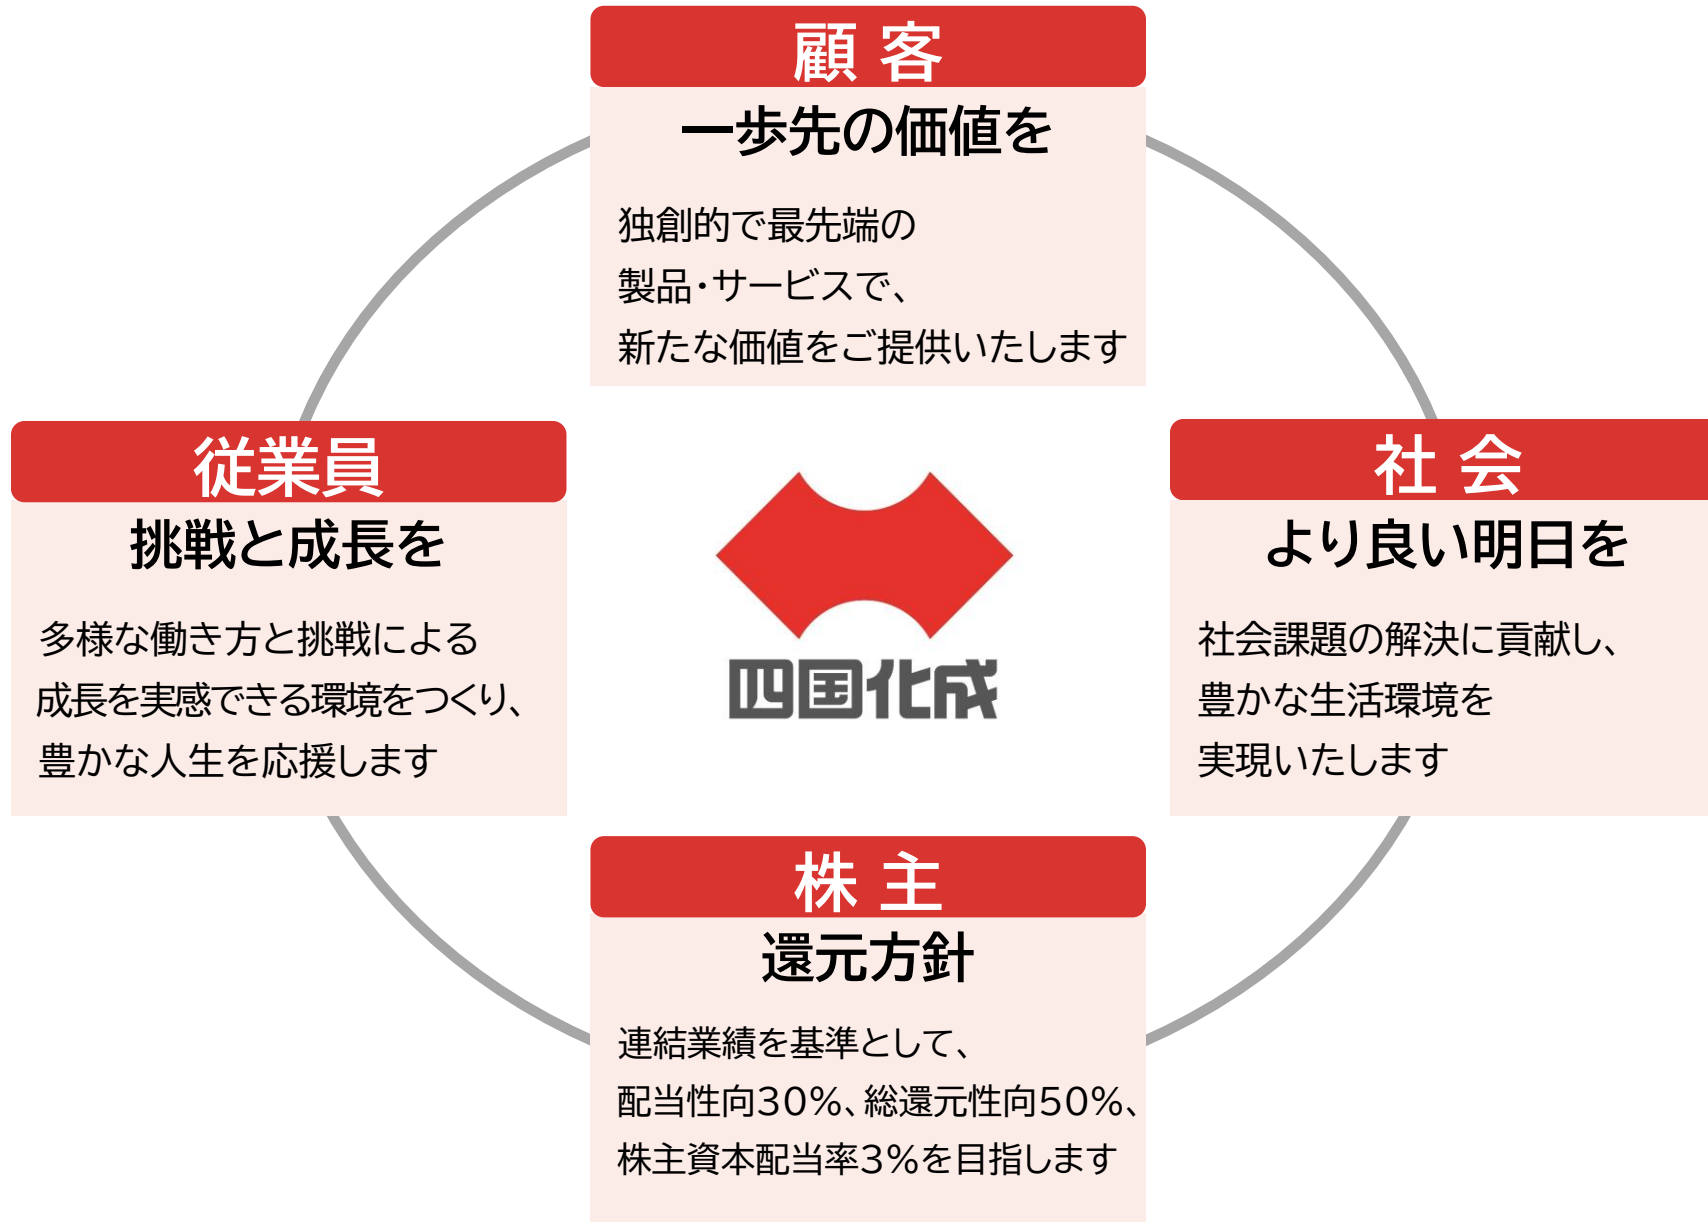 顧 客
一歩先の価値を
独創的で最先端の
製品・サービスで、
新たな価値をご提供いたします
従業員
挑戦と成長を
多様な働き方と挑戦による
成長を実感できる環境をつくり、
豊かな人生を応援します
四国化成
社 会
より良い明日を
社会課題の解決に貢献し、
豊かな生活環境を
実現いたします
株 主
還元方針
連結業績を基準として、
配当性向30%、総還元性向50%、
株主資本配当率3%を目指します